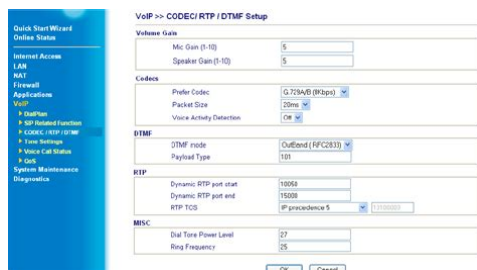 Quick Start Wizard
Online Status
Internet Access
LAN
NAT
Firewall
Applications
VoIP
DialPlan
SIP Related Function
CODEC / RTP / DTMF
Tone Settings
Voice Call Status
QoS
System Maintenance
Diagnostics
VoIP >> CODEC/ RTP / DTMF Setup
Volume Gain
Mic Gain (1-10) 5
Speaker Gain (1-10) 5
Codecs
Prefer Codec G.729A/B (8Kbps)
Packet Size 20ms
Voice Activity Detection Off
DTMF
DTMF mode OutBand (RFC2833)
Payload Type 101
RTP
Dynamic RTP port start 10050
Dynamic RTP port end 15000
RTP TOS IP precedence 5
MISC
Dial Tone Power Level 27
Ring Frequency 25
OK Cancel